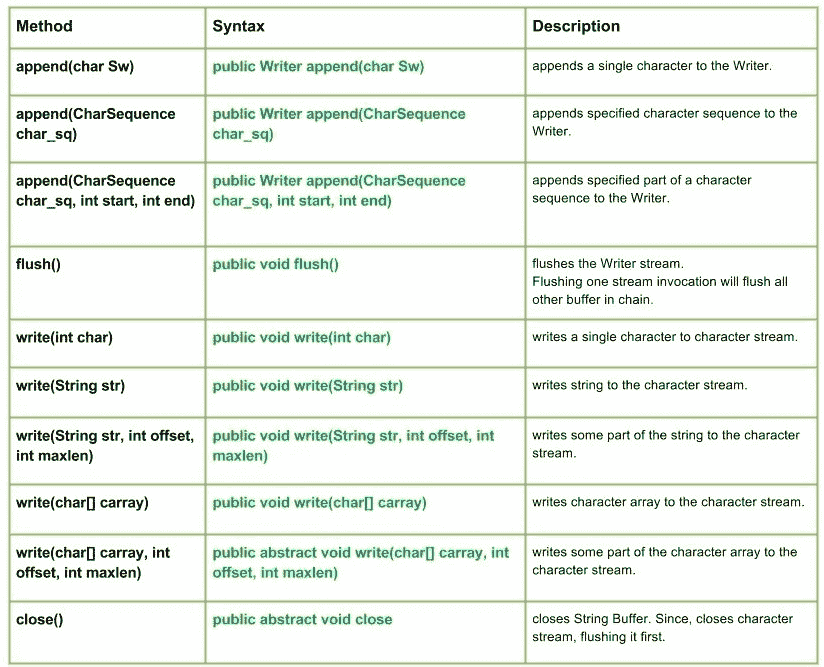 Method Syntax Description
append(char Sw) public Writer append(char Sw) appends a single character to the Writer.
append(CharSequence public Writer append(CharSequence appends specified character sequence to the
char_sq) char_sq) Writer.
append(CharSequence public Writer append(CharSequence appends specified part of a character
char_sq, int start, int end) char_sq, int start, int end) sequence to the Writer.
flush() public void flush() flushes the Writer stream.
Flushing one stream invocation will flush all
other buffer in chain.
write(int char) public void write(int char) writes a single character to character stream.
write(String str) public void write(String str) writes string to the character stream.
write(String str, int offset, public void write(String str, int offset, int writes some part of the string to the character
int maxlen) maxlen) stream.
write(char[] carray) public void write(char[] carray) writes character array to the character stream.
write(char[] carray, int public abstract void write(char[] carray, int writes some part of the character array to the
offset, int maxlen) offset, int maxlen) character stream.
close() public abstract void close closes String Buffer. Since, closes character
stream, flushing it first.